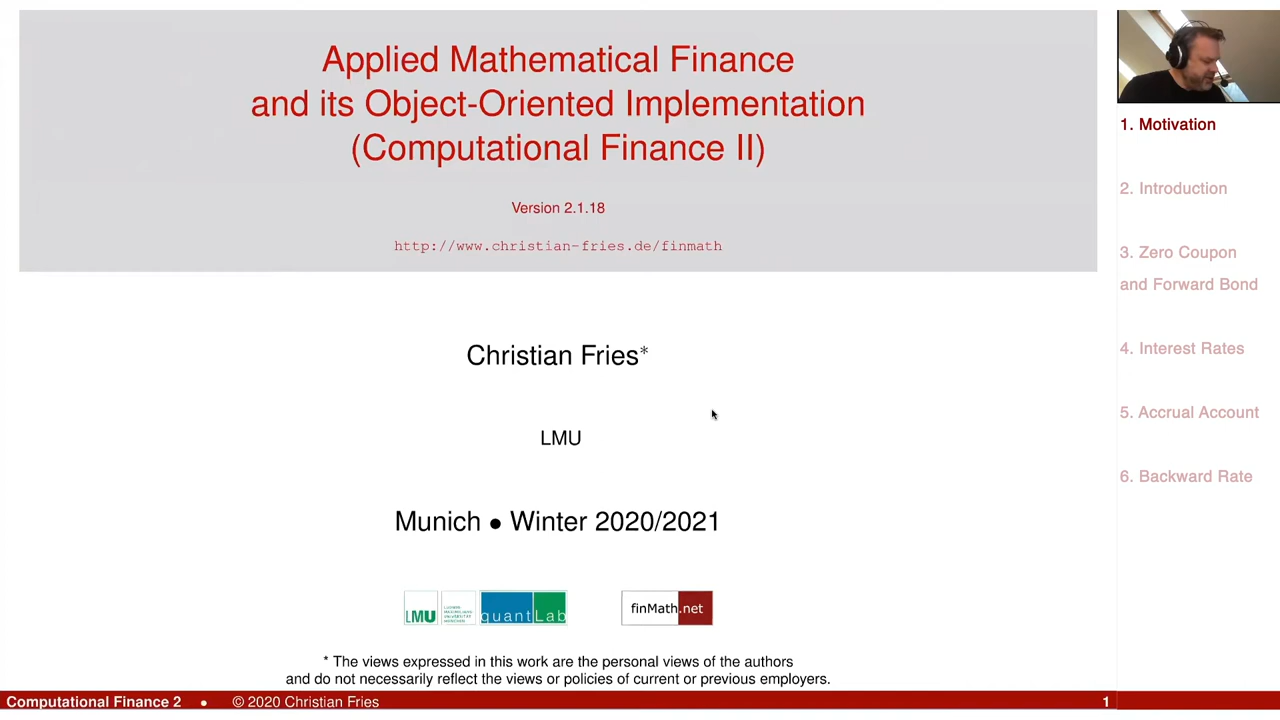 Applied Mathematical Finance
and its Object-Oriented Implementation
(Computational Finance II)
Version 2.1.18
http://www.christian-fries.de/finmath
Christian Fries*
LMU
Munich • Winter 2020/2021
LMU
quantLab
finMath.net
* The views expressed in this work are the personal views of the authors
and do not necessarily reflect the views or policies of current or previous employers.
Computational Finance 2 • © 2020 Christian Fries 1
1. Motivation
2. Introduction
3. Zero Coupon
and Forward Bond
4. Interest Rates
5. Accrual Account
6. Backward Rate